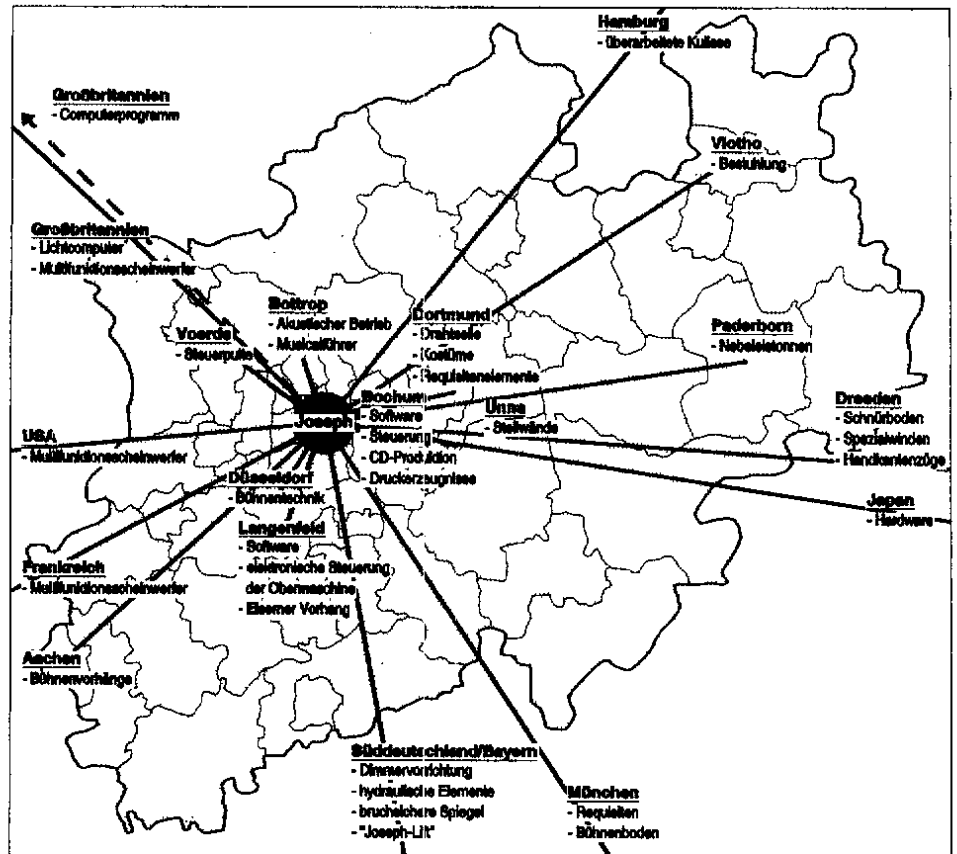 Hamburg
- überarbeitete Kulisse
Großbritannien
- Computerprogramm
Vlotho
- Bestuhlung
Großbritannien
- Lichtcomputer
- Multifunktionsscheinwerfer
Bottrop
- Akustischer Betrieb
- Musicalführer
Voerde
- Steuerpulte
Dortmund
- Drahtseile
- Kostüme
- Requisitenelemente
Paderborn
- Nebeleistonnen
Joseph
Bochum
- Software
- Steuerung
- CD-Produktion
- Druckerzeugnisse
Unna
- Stellwände
Dresden
- Schnürboden
- Spezialwinden
- Handkantenzüge
USA
- Multifunktionsscheinwerfer
Düsseldorf
- Bühnentechnik
Japan
- Hardware
Langenfeld
- Software
- elektronische Steuerung
der Obermaschine
- Eiserner Vorhang
Frankreich
- Multifunktionsscheinwerfer
Aachen
- Bühnenvorhänge
Süddeutschland/Bayern
- Dimmervorrichtung
- hydraulische Elemente
- bruchsichere Spiegel
- "Joseph-Lift"
München
- Requisiten
- Bühnenboden